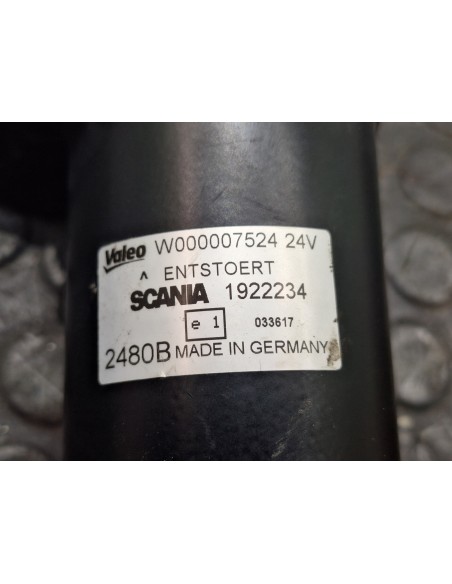 Valeo W000007524 24V
^ ENTSTOERT
SCANIA 1922234
e 1 033617
2480B MADE IN GERMANY